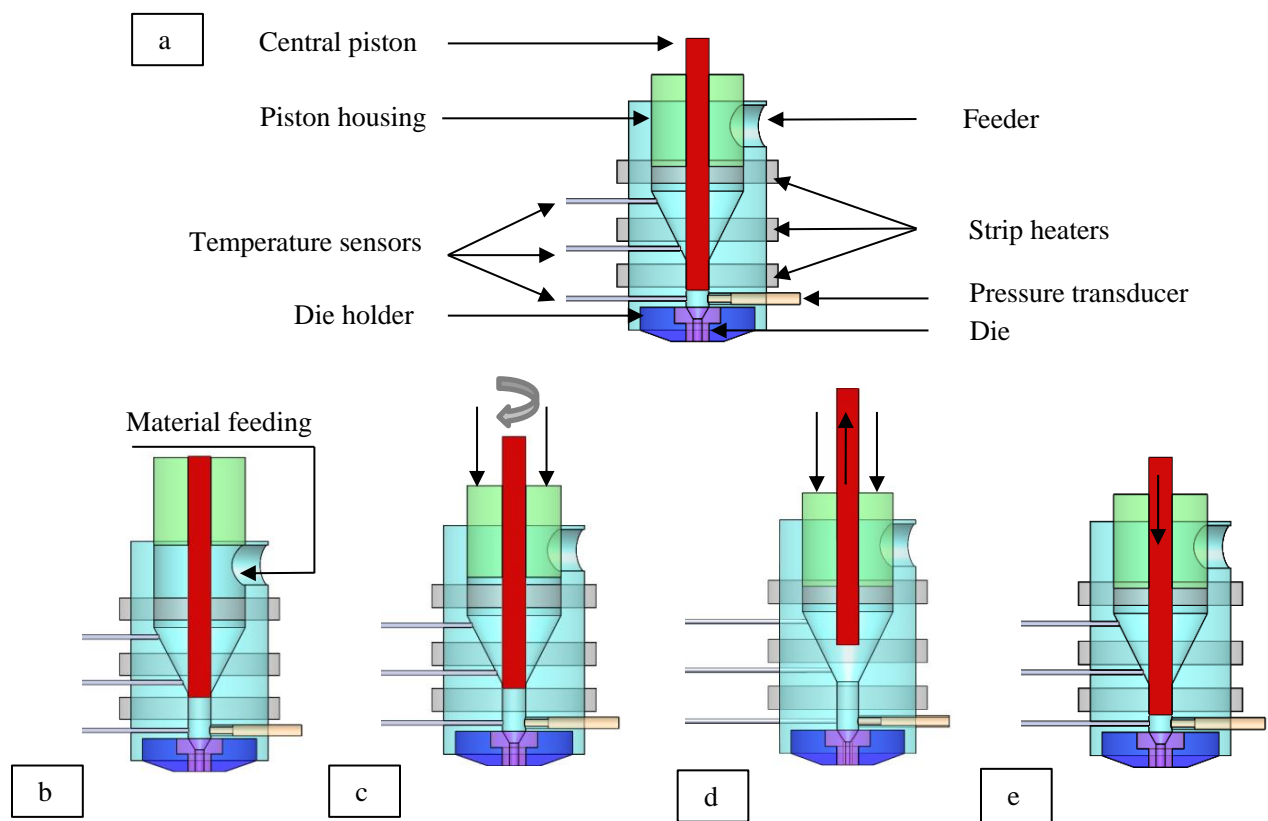 a
Central piston
Piston housing
Feeder
Temperature sensors
Strip heaters
Die holder
Pressure transducer
Die
Material feeding
b
c
d
e